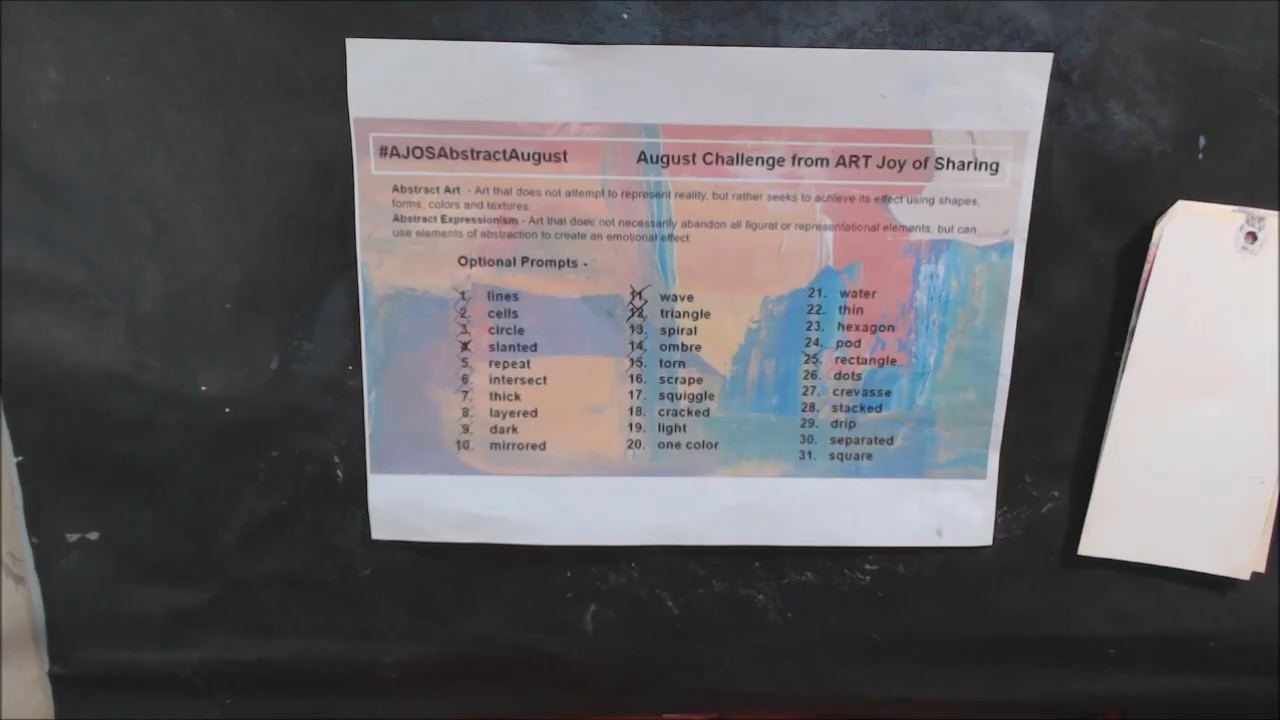 #AJOSAbstractAugust August Challenge from ART Joy of Sharing
Abstract Art - Art that does not attempt to represent reality, but rather seeks to achieve its effect using shapes,
forms, colors and textures.
Abstract Expressionism - Art that does not necessarily abandon all figural or representational elements, but can
use elements of abstraction to create an emotional effect.
Optional Prompts -
1. lines
2. cells
3. circle
4. slanted
5. repeat
6. intersect
7. thick
8. layered
9. dark
10. mirrored
11. wave
12. triangle
13. spiral
14. ombre
15. torn
16. scrape
17. squiggle
18. cracked
19. light
20. one color
21. water
22. thin
23. hexagon
24. pod
25. rectangle
26. dots
27. crevasse
28. stacked
29. drip
30. separated
31. square